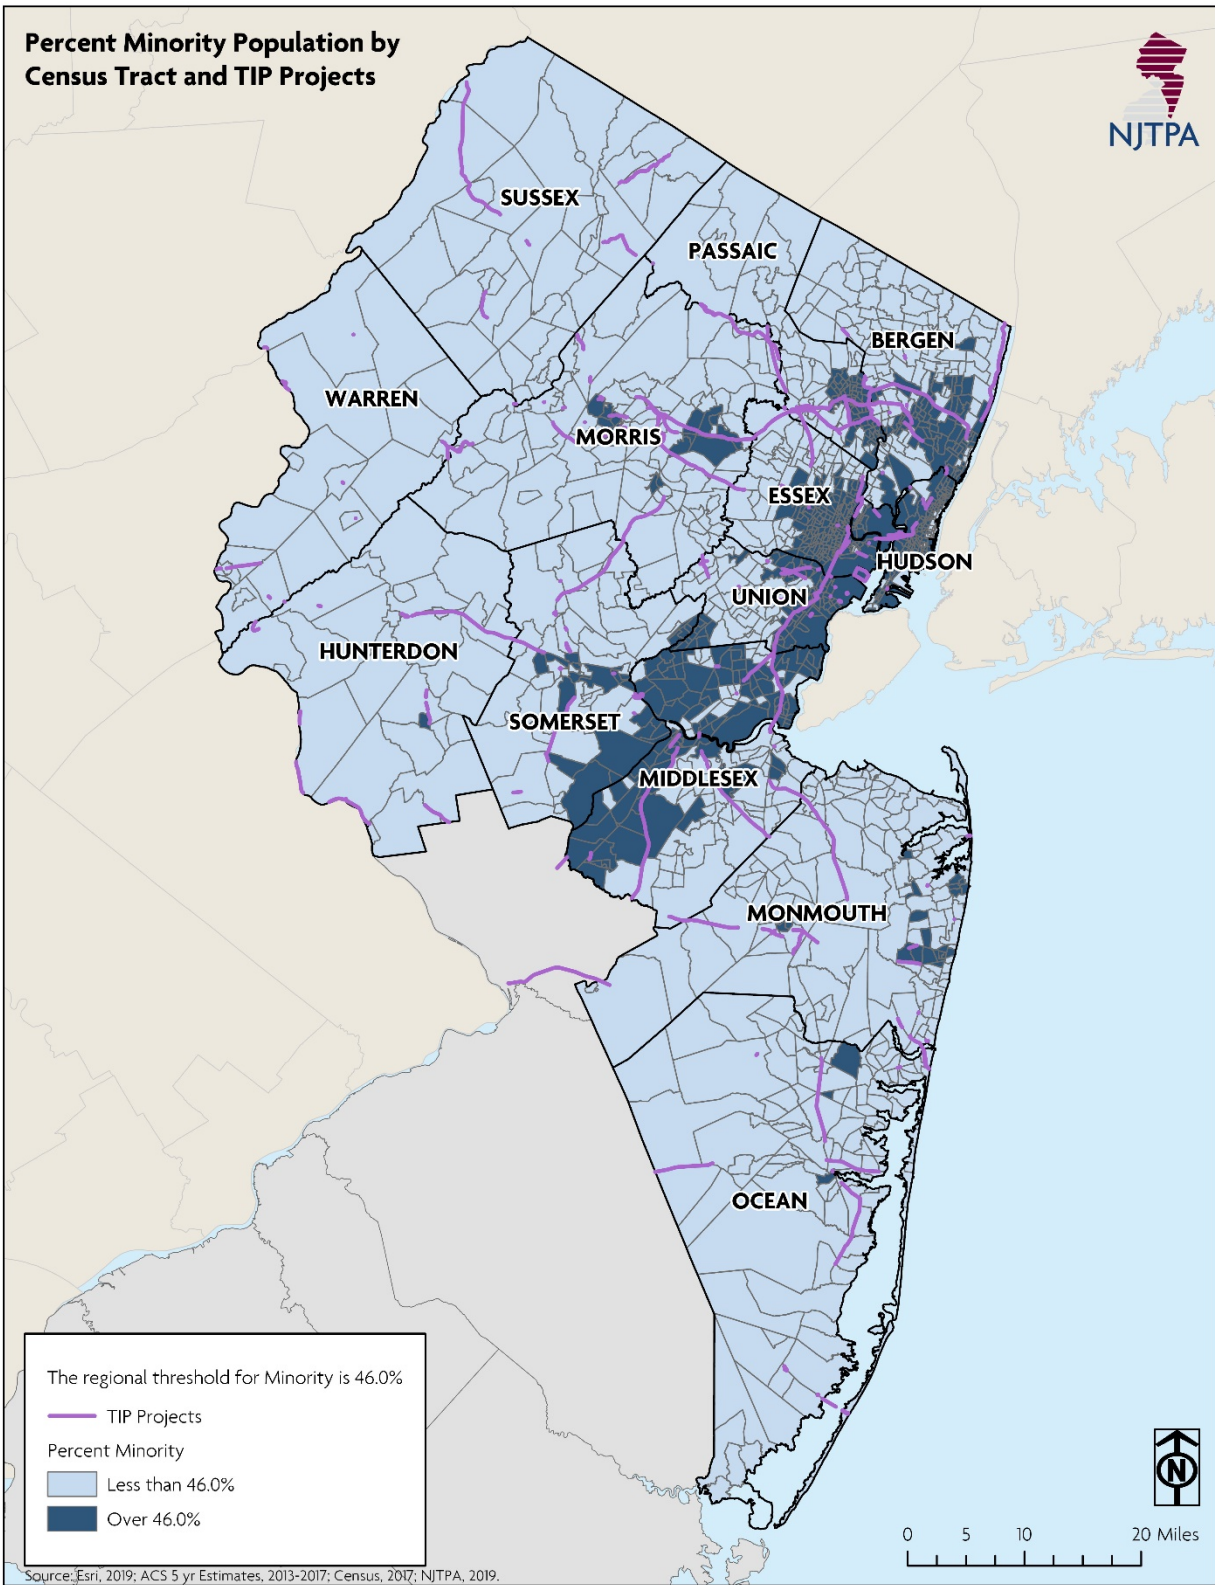 Percent Minority Population by
Census Tract and TIP Projects
NJTPA
SUSSEX
PASSAIC
BERGEN
WARREN
MORRIS
ESSEX
HUDSON
UNION
HUNTERDON
SOMERSET
MIDDLESEX
MONMOUTH
OCEAN
The regional threshold for Minority is 46.0%
TIP Projects
Percent Minority
Less than 46.0%
Over 46.0%
N
0 5 10 20 Miles
Source: Esri, 2019; ACS 5 yr Estimates, 2013-2017; Census, 2017; NJTPA, 2019.